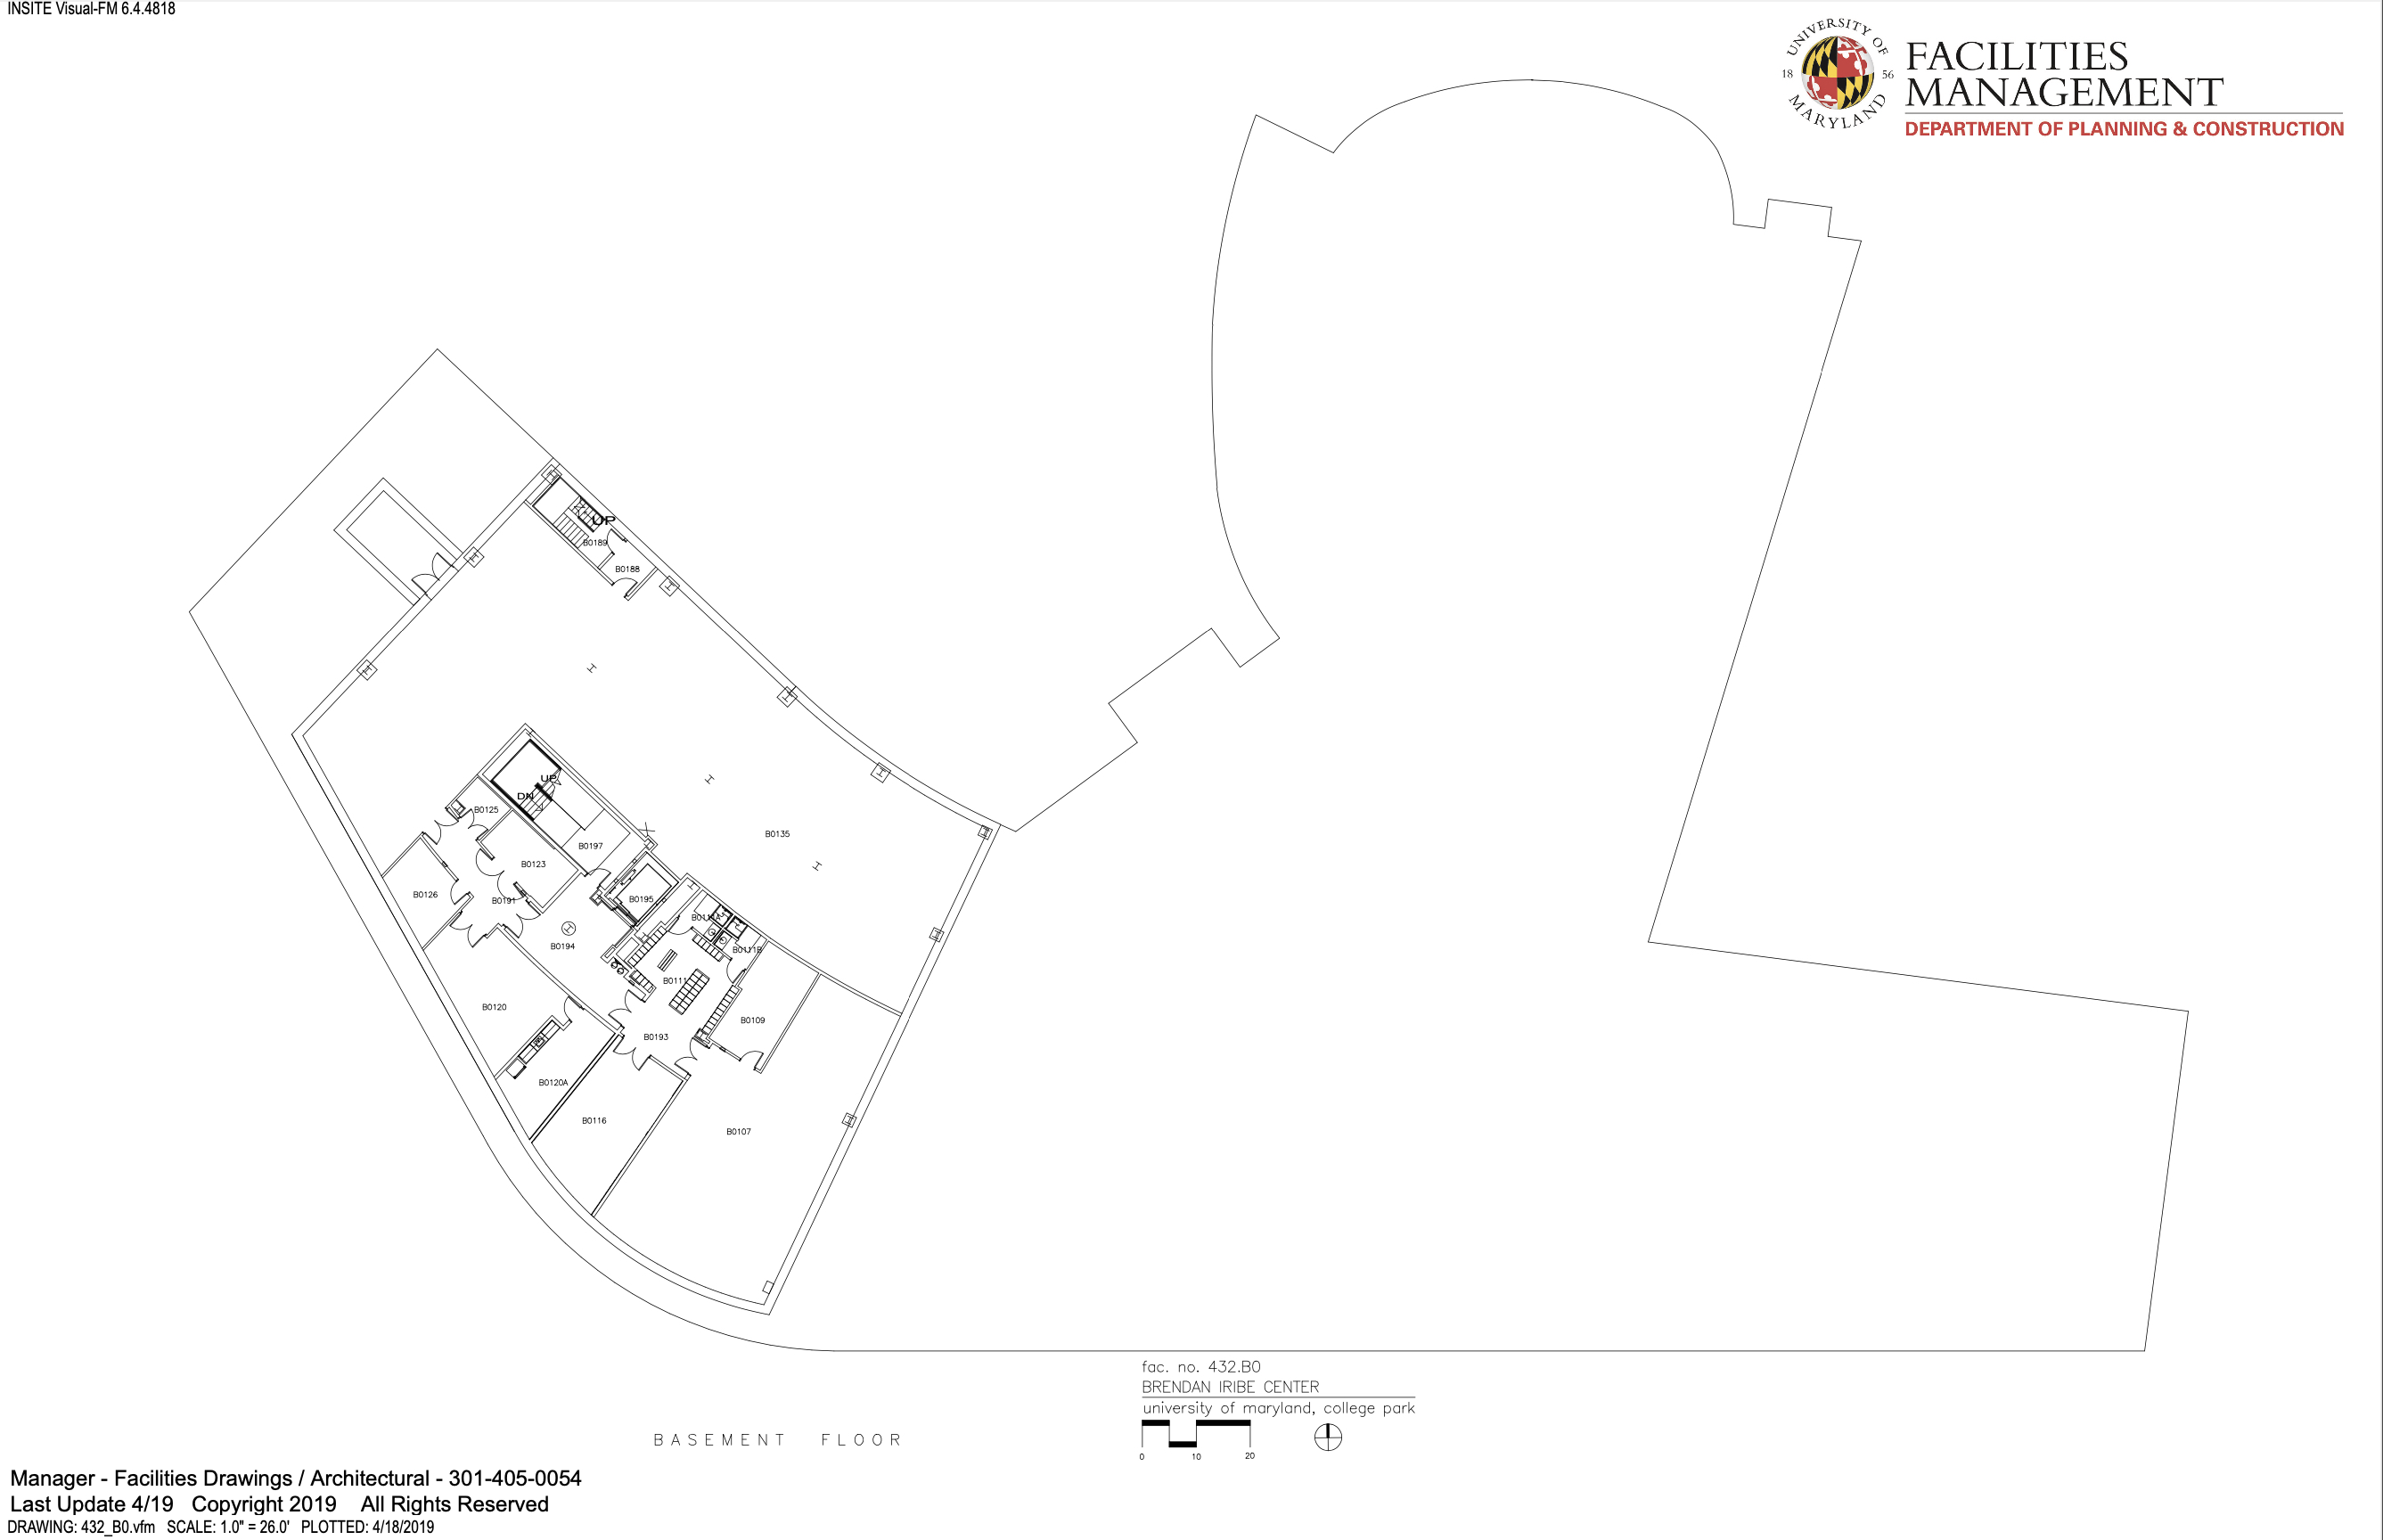 INSITE Visual-FM 6.4.4818
UNIVERSITY OF
18 56
MARYLAND
FACILITIES
MANAGEMENT
DEPARTMENT OF PLANNING & CONSTRUCTION
UP
B0189
B0188
UP
DN
B0125
B0135
B0197
B0123
B0126
B0195
B0191
B0111A
B0194
B0111B
B0111
B0120
B0109
B0193
B0120A
B0116
B0107
fac. no. 432.B0
BRENDAN IRIBE CENTER
university of maryland, college park
0 10 20
BASEMENT FLOOR
Manager - Facilities Drawings / Architectural - 301-405-0054
Last Update 4/19 Copyright 2019 All Rights Reserved
DRAWING: 432_B0.vfm SCALE: 1.0" = 26.0' PLOTTED: 4/18/2019